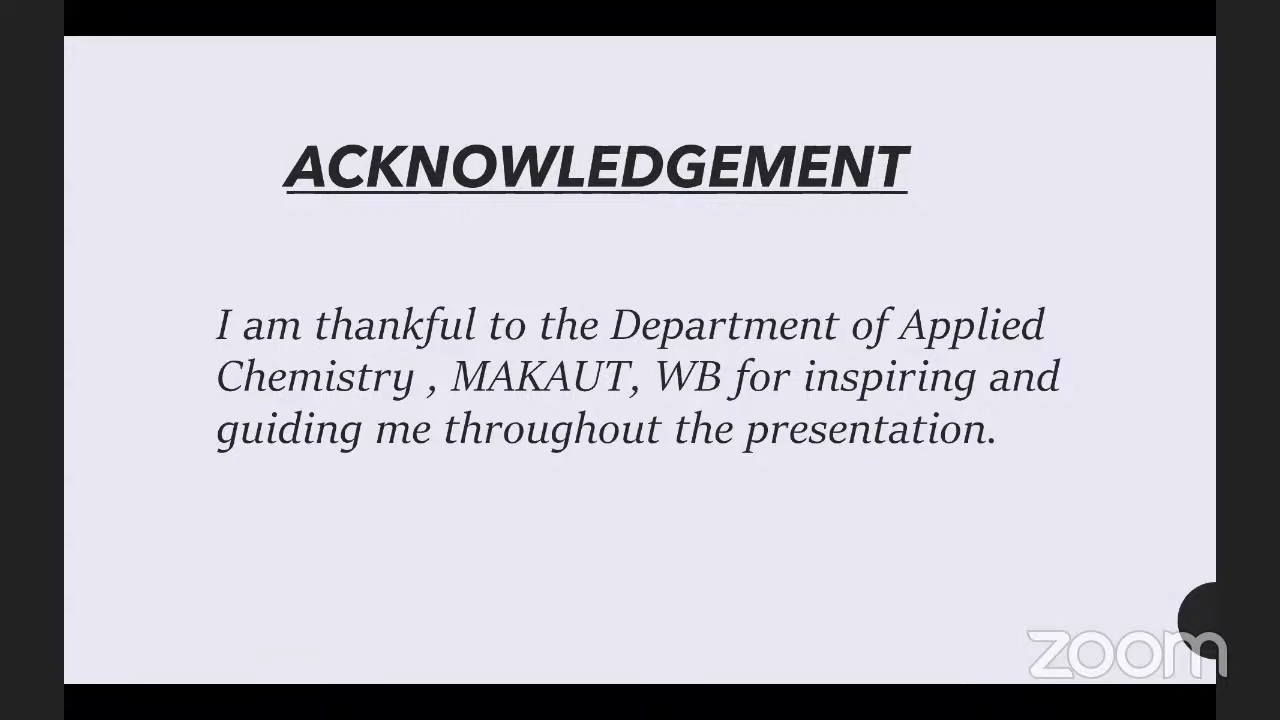 ACKNOWLEDGEMENT
I am thankful to the Department of Applied
Chemistry , MAKAUT, WB for inspiring and
guiding me throughout the presentation.
zoom